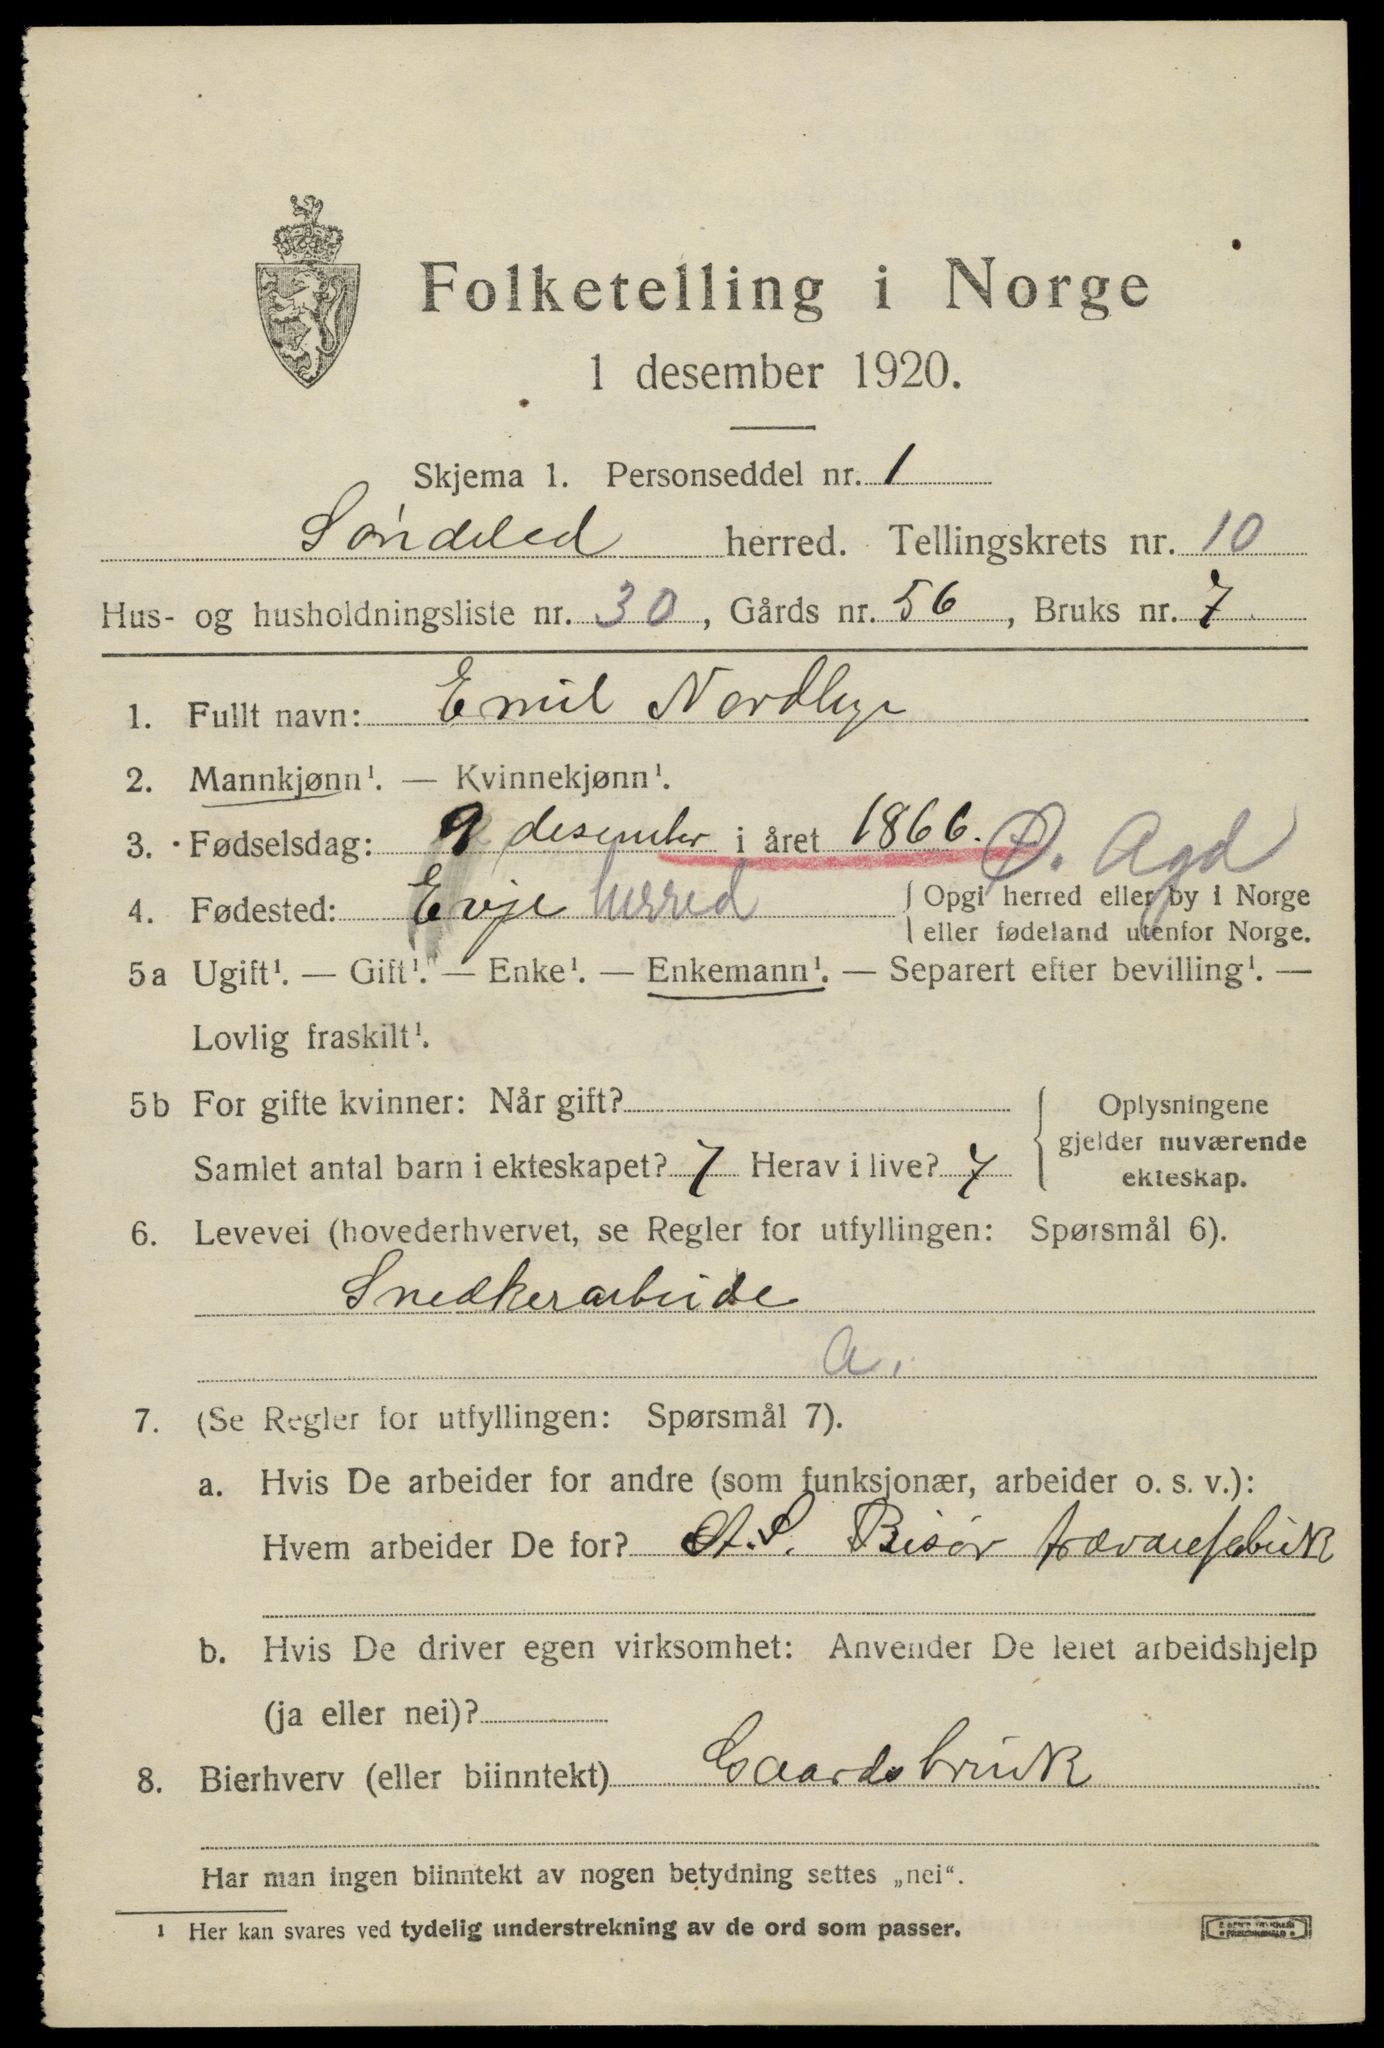 Folketelling i Norge
1 desember 1920.
Skjema 1. Personseddel nr. 1
Søndeled herred. Tellingskrets nr. 10
Hus- og husholdningsliste nr. 30, Gårds nr. 56, Bruks nr. 7
1. Fullt navn: Emil
2. Mannkjønn¹. — Kvinnekjønn¹.
3. Fødselsdag: 9 desember i året 1866. Ø. Agd
4. Fødested: Evje herred { Opgi herred eller by i Norge
eller fødeland utenfor Norge.
5a Ugift¹. — Gift¹. — Enke¹. — Enkemann¹. — Separert efter bevilling¹. —
Lovlig fraskilt¹.
5b For gifte kvinner: Når gift? { Oplysningene
gjelder nuværende
ekteskap.
Samlet antal barn i ekteskapet? 7 Herav i live? 7
6. Levevei (hovederhvervet, se Regler for utfyllingen: Spørsmål 6).
Snedkerarbeide
a.
7. (Se Regler for utfyllingen: Spørsmål 7).
a. Hvis De arbeider for andre (som funksjonær, arbeider o. s. v.):
Hvem arbeider De for? A.S. Risør trævarefabrik
b. Hvis De driver egen virksomhet: Anvender De leiet arbeidshjelp
(ja eller nei)?
8. Bierhverv (eller biinntekt) Gaardsbruk
Har man ingen biinntekt av nogen betydning settes „nei“.
¹ Her kan svares ved tydelig understrekning av de ord som passer.